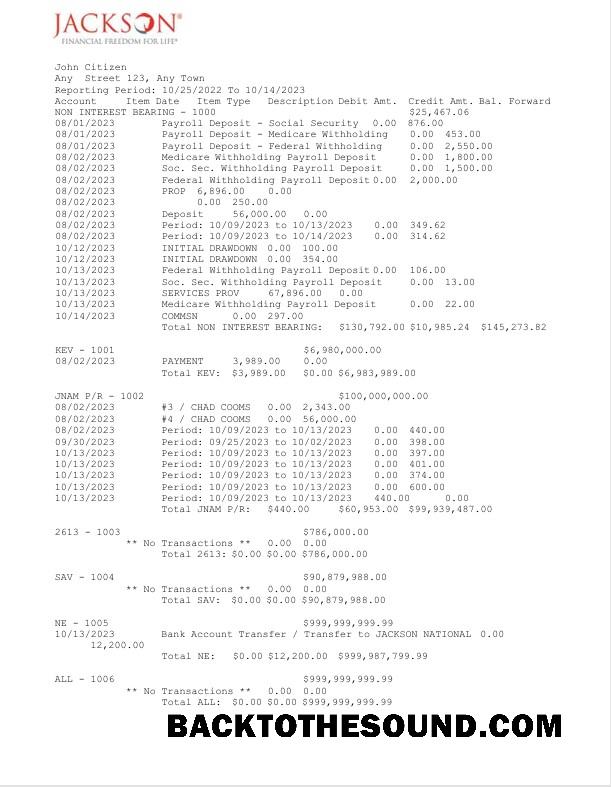 JACKSON®
FINANCIAL FREEDOM FOR LIFE®
John Citizen
Any Street 123, Any Town
Reporting Period: 10/25/2022 To 10/14/2023
Account Item Date Item Type Description Debit Amt. Credit Amt. Bal. Forward
NON INTEREST BEARING - 1000 $25,467.06
08/01/2023 Payroll Deposit - Social Security 0.00 876.00
08/01/2023 Payroll Deposit - Medicare Withholding 0.00 453.00
08/01/2023 Payroll Deposit - Federal Withholding 0.00 2,550.00
08/02/2023 Medicare Withholding Payroll Deposit 0.00 1,800.00
08/02/2023 Soc. Sec. Withholding Payroll Deposit 0.00 1,500.00
08/02/2023 Federal Withholding Payroll Deposit 0.00 2,000.00
08/02/2023 PROP 6,896.00 0.00
08/02/2023 0.00 250.00
08/02/2023 Deposit 56,000.00 0.00
08/02/2023 Period: 10/09/2023 to 10/13/2023 0.00 349.62
08/02/2023 Period: 10/09/2023 to 10/14/2023 0.00 314.62
10/12/2023 INITIAL DRAWDOWN 0.00 100.00
10/12/2023 INITIAL DRAWDOWN 0.00 354.00
10/13/2023 Federal Withholding Payroll Deposit 0.00 106.00
10/13/2023 Soc. Sec. Withholding Payroll Deposit 0.00 13.00
10/13/2023 SERVICES PROV 67,896.00 0.00
10/13/2023 Medicare Withholding Payroll Deposit 0.00 22.00
10/14/2023 COMMSN 0.00 297.00
Total NON INTEREST BEARING: $130,792.00 $10,985.24 $145,273.82
KEV - 1001 $6,980,000.00
08/02/2023 PAYMENT 3,989.00 0.00
Total KEV: $3,989.00 $0.00 $6,983,989.00
JNAM P/R - 1002 $100,000,000.00
08/02/2023 #3 / CHAD COOMS 0.00 2,343.00
08/02/2023 #4 / CHAD COOMS 0.00 56,000.00
08/02/2023 Period: 10/09/2023 to 10/13/2023 0.00 440.00
09/30/2023 Period: 09/25/2023 to 10/02/2023 0.00 398.00
10/13/2023 Period: 10/09/2023 to 10/13/2023 0.00 397.00
10/13/2023 Period: 10/09/2023 to 10/13/2023 0.00 401.00
10/13/2023 Period: 10/09/2023 to 10/13/2023 0.00 374.00
10/13/2023 Period: 10/09/2023 to 10/13/2023 0.00 600.00
10/13/2023 Period: 10/09/2023 to 10/13/2023 440.00 0.00
Total JNAM P/R: $440.00 $60,953.00 $99,939,487.00
2613 - 1003 $786,000.00
** No Transactions ** 0.00 0.00
Total 2613: $0.00 $0.00 $786,000.00
SAV - 1004 $90,879,988.00
** No Transactions ** 0.00 0.00
Total SAV: $0.00 $0.00 $90,879,988.00
NE - 1005 $999,999,999.99
10/13/2023 Bank Account Transfer / Transfer to JACKSON NATIONAL 0.00
12,200.00
Total NE: $0.00 $12,200.00 $999,987,799.99
ALL - 1006 $999,999,999.99
** No Transactions ** 0.00 0.00
Total ALL: $0.00 $0.00 $999,999,999.99
BACKTOTHESOUND.COM